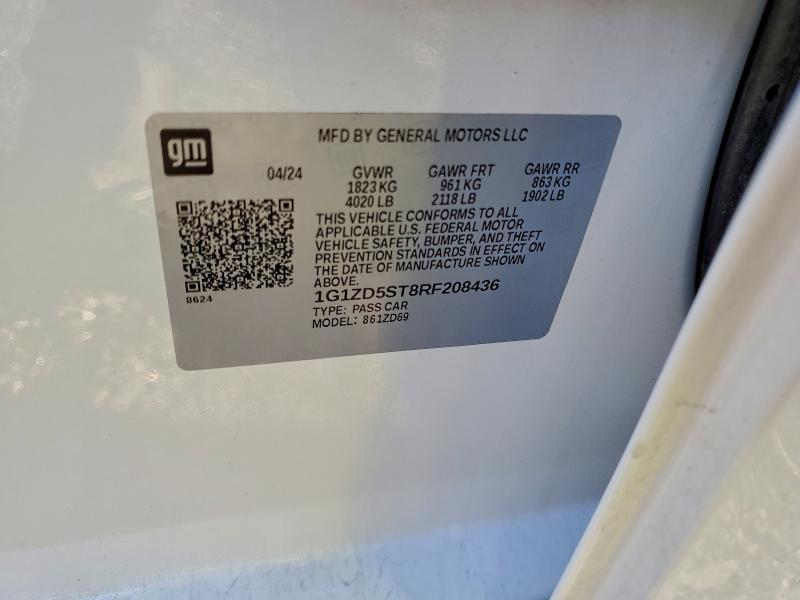 gm
MFD BY GENERAL MOTORS LLC
04/24 GVWR GAWR FRT GAWR RR
1823 KG 961 KG 863 KG
4020 LB 2118 LB 1902 LB
THIS VEHICLE CONFORMS TO ALL
APPLICABLE U.S. FEDERAL MOTOR
VEHICLE SAFETY, BUMPER, AND THEFT
PREVENTION STANDARDS IN EFFECT ON
THE DATE OF MANUFACTURE SHOWN
ABOVE.
8624
1G1ZD5ST8RF208436
TYPE: PASS CAR
MODEL: 861ZD69